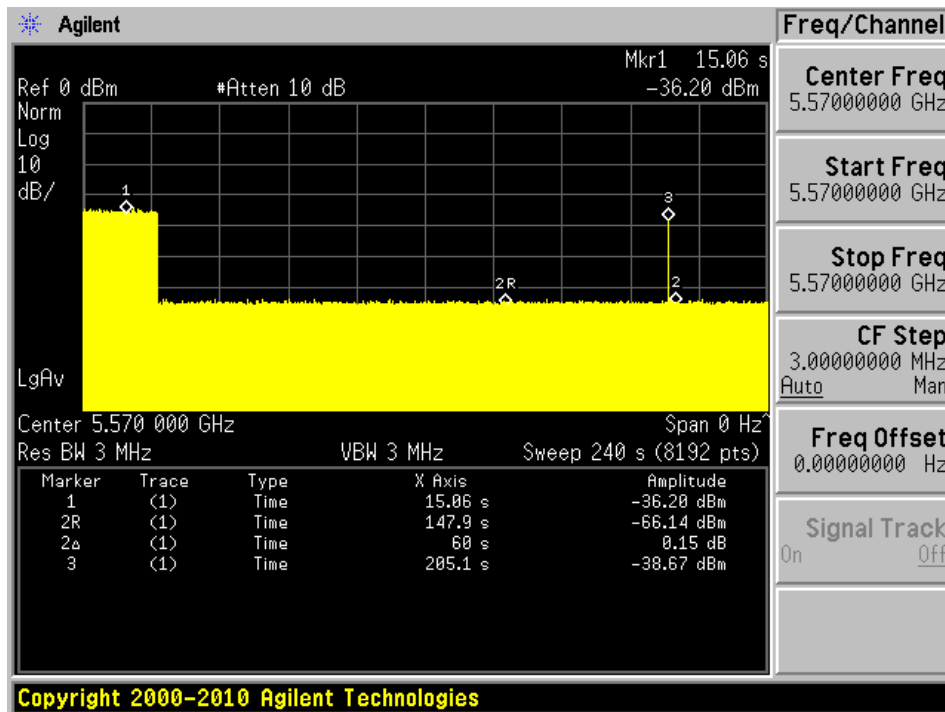 Agilent
Freq/Channel
Mkr1 15.06 s
Ref 0 dBm #Atten 10 dB -36.20 dBm
Norm
Log
10
dB/
1
3
2R
2
LgAv
Center 5.570 000 GHz Span 0 Hz^
Res BW 3 MHz VBW 3 MHz Sweep 240 s (8192 pts)
Marker Trace Type X Axis Amplitude
1 (1) Time 15.06 s -36.20 dBm
2R (1) Time 147.9 s -66.14 dBm
2Δ (1) Time 60 s 0.15 dB
3 (1) Time 205.1 s -38.67 dBm
Center Freq
5.57000000 GHz
Start Freq
5.57000000 GHz
Stop Freq
5.57000000 GHz
CF Step
3.00000000 MHz
Auto Man
Freq Offset
0.00000000 Hz
Signal Track
On Off
Copyright 2000-2010 Agilent Technologies